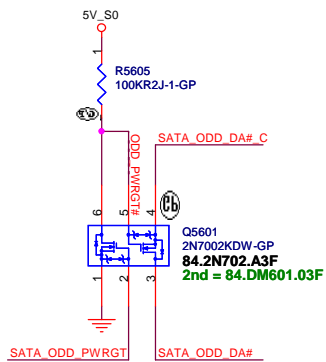 5V_S0
1
R5605
100KR2J-1-GP
ODD_PWRGT#
SATA_ODD_DA#_C
6
5
4
Q5601
2N7002KDW-GP
84.2N702.A3F
2nd = 84.DM601.03F
1
2
3
SATA_ODD_PWRGT
SATA_ODD_DA#